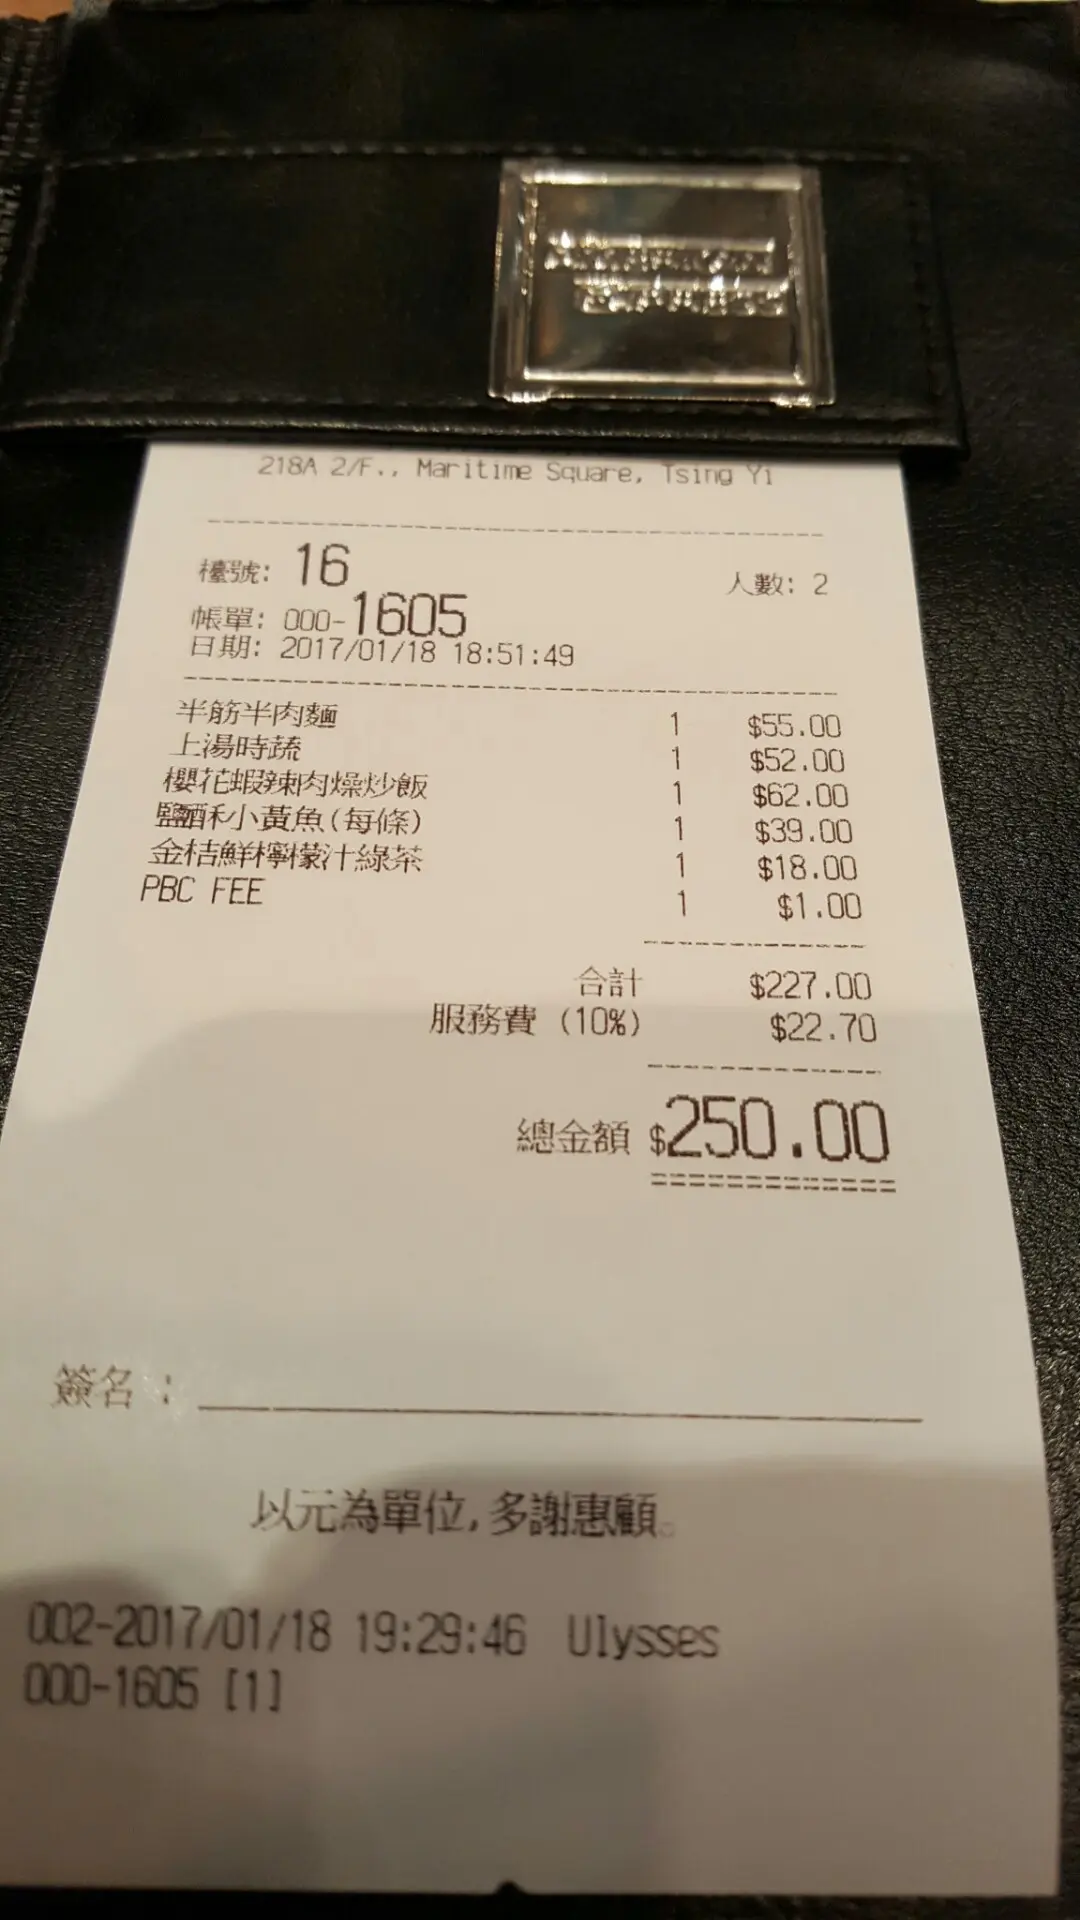 AMERICAN
EXPRESS
218A 2/F., Maritime Square, Tsing Yi
檯號: 16 人數: 2
帳單: 000-1605
日期: 2017/01/18 18:51:49
半筋半肉麵 1 $55.00
上湯時蔬 1 $52.00
櫻花蝦辣肉燥炒飯 1 $62.00
鹽酥小黃魚(每條) 1 $39.00
金桔鮮檸檬汁綠茶 1 $18.00
PBC FEE 1 $1.00
合計 $227.00
服務費 (10%) $22.70
總金額 $250.00
簽名 :
以元為單位,多謝惠顧。
002-2017/01/18 19:29:46 Ulysses
000-1605 [1]